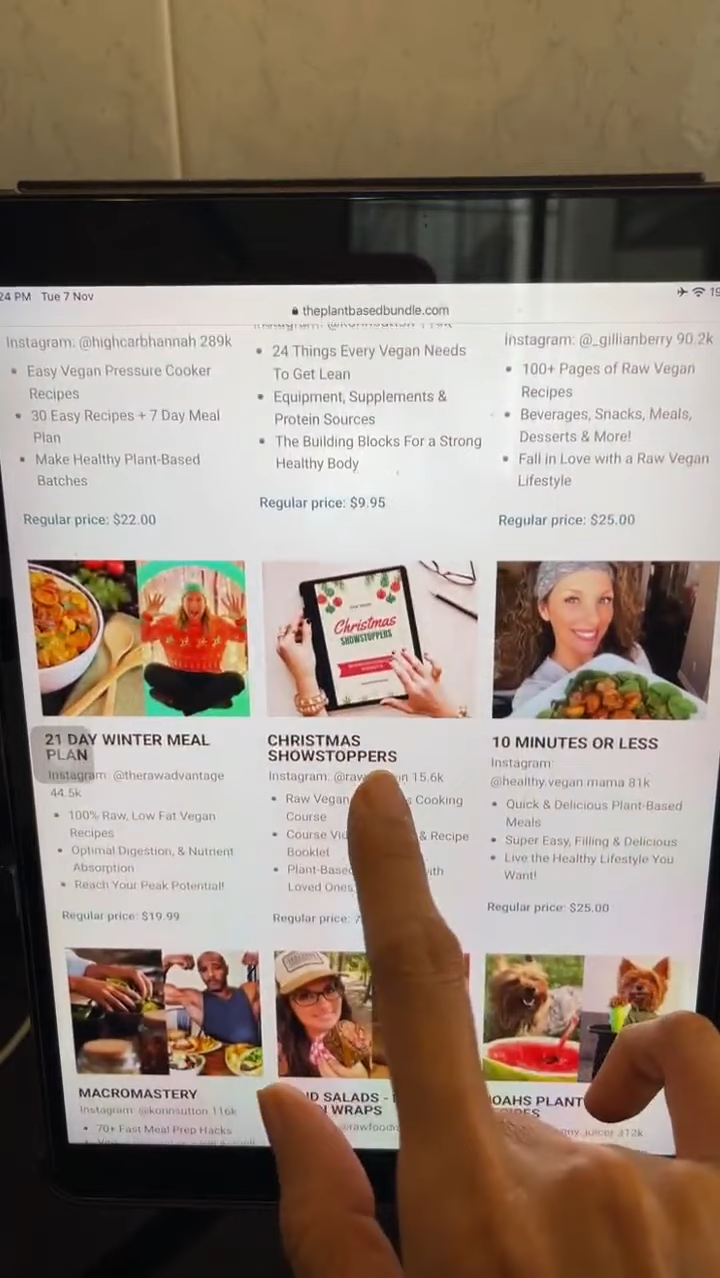 24 PM Tue 7 Nov
theplantbasedbundle.com
Instagram: @highcarbhannah 289k
Easy Vegan Pressure Cooker
Recipes
30 Easy Recipes + 7 Day Meal
Plan
Make Healthy Plant-Based
Batches
Regular price: $22.00
24 Things Every Vegan Needs
To Get Lean
Equipment, Supplements &
Protein Sources
The Building Blocks For a Strong
Healthy Body
Regular price: $9.95
Instagram: @_gillianberry 90.2k
100+ Pages of Raw Vegan
Recipes
Beverages, Snacks, Meals,
Desserts & More!
Fall in Love with a Raw Vegan
Lifestyle
Regular price: $25.00
21 DAY WINTER MEAL
PLAN
Instagram: @therawadvantage
44.5k
100% Raw, Low Fat Vegan
Recipes
Optimal Digestion, & Nutrient
Absorption
Reach Your Peak Potential!
Regular price: $19.99
Christmas
SHOWSTOPPERS
CHRISTMAS
SHOWSTOPPERS
Instagram: 15.6k
Raw Vegan Cooking
Course
Course & Recipe
Booklet
Loved Ones
Regular price:
10 MINUTES OR LESS
Instagram:
@healthy.vegan mama 81k
Quick & Delicious Plant-Based
Meals
Super Easy, Filling & Delicious
Live the Healthy Lifestyle You
Want!
Regular price: $25.00
MACROMASTERY
Instagram: @korinsutton 116k
70+ Fast Meal Prep Hacks
SALADS -
WRAPS
PLANT
312k